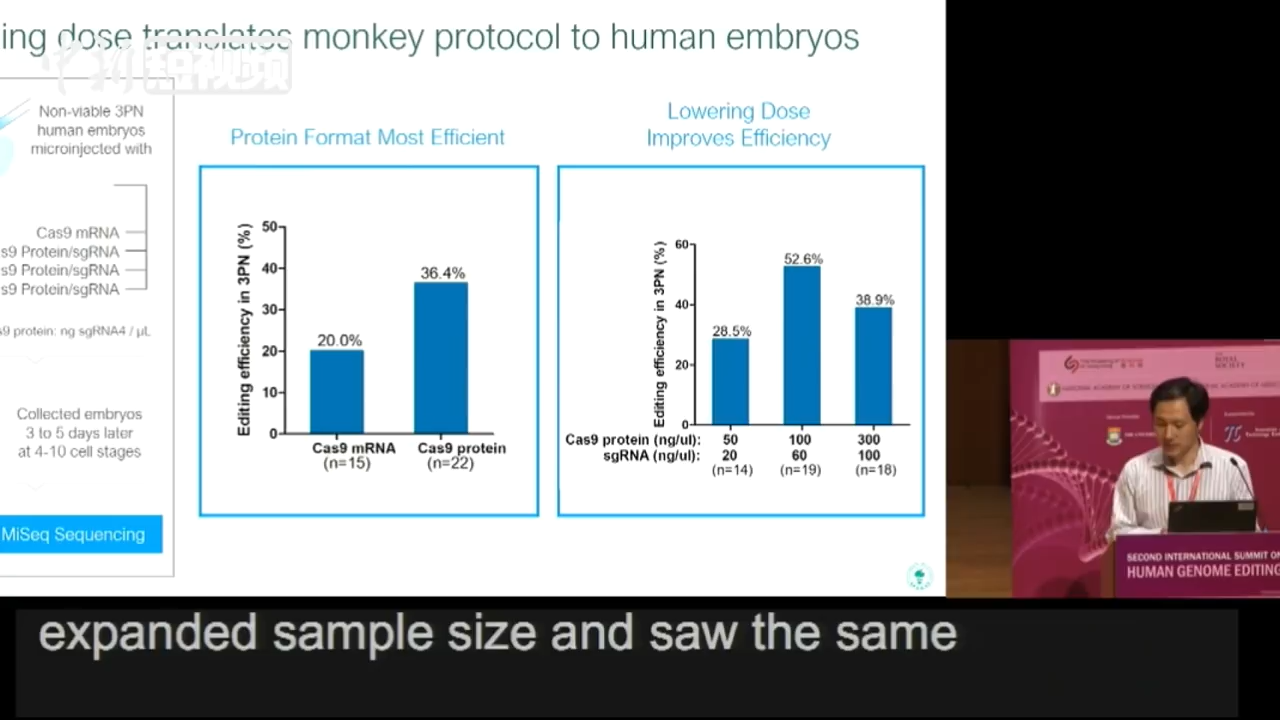 ing dose translates monkey protocol to human embryos
短视频
Non-viable 3PN
human embryos
microinjected with
Cas9 mRNA
s9 Protein/sgRNA
s9 Protein/sgRNA
s9 Protein/sgRNA
s9 protein: ng sgRNA4 / μL
Collected embryos
3 to 5 days later
at 4-10 cell stages
MiSeq Sequencing
Protein Format Most Efficient
Editing efficiency in 3PN (%)
50
40
30
20
10
0
20.0%
36.4%
Cas9 mRNA
(n=15)
Cas9 protein
(n=22)
Lowering Dose
Improves Efficiency
Editing efficiency in 3PN (%)
60
40
20
0
28.5%
52.6%
38.9%
Cas9 protein (ng/ul): 50 100 300
sgRNA (ng/ul): 20 60 100
(n=14) (n=19) (n=18)
ROYAL
SOCIETY
SECOND INTERNATIONAL SUMMIT ON
HUMAN GENOME EDITING
expanded sample size and saw the same